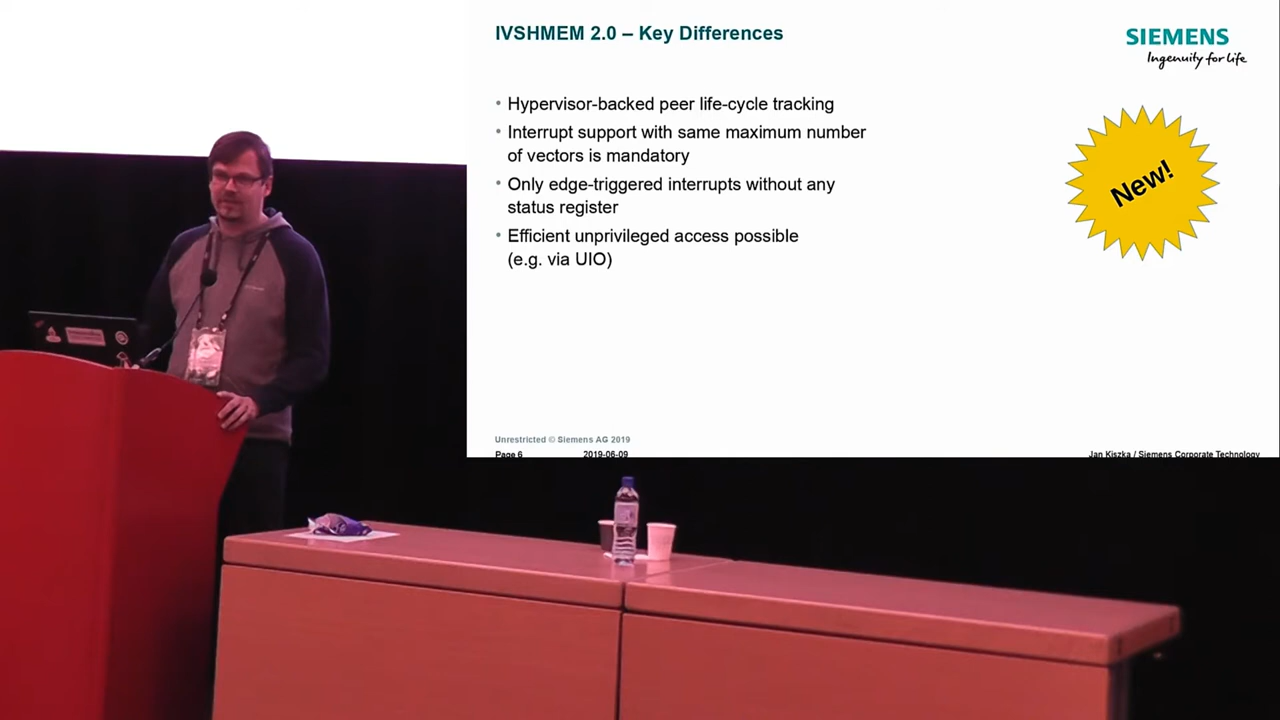 IVSHMEM 2.0 – Key Differences
SIEMENS
Ingenuity for life
• Hypervisor-backed peer life-cycle tracking
• Interrupt support with same maximum number
of vectors is mandatory
• Only edge-triggered interrupts without any
status register
• Efficient unprivileged access possible
(e.g. via UIO)
New!
Unrestricted © Siemens AG 2019
Page 6
2019-06-09
Jan Kiszka / Siemens Corporate Technology